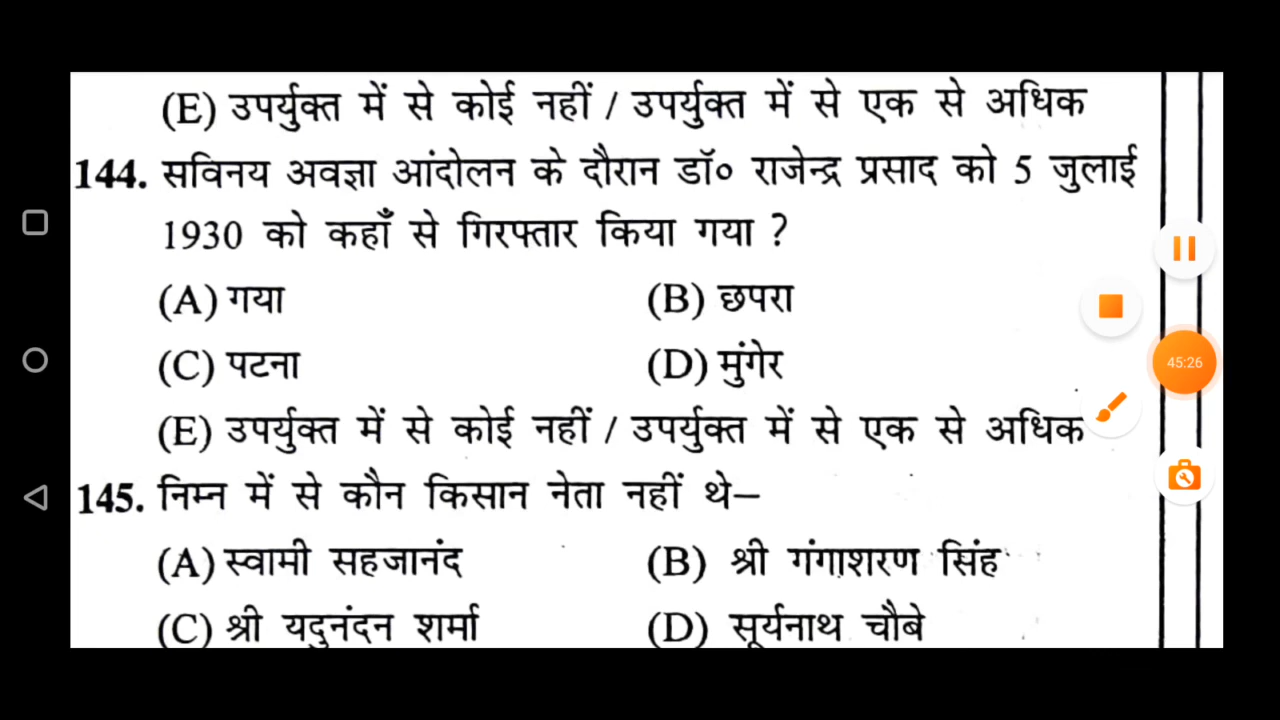 (E) उपर्युक्त में से कोई नहीं / उपर्युक्त में से एक से अधिक
144. सविनय अवज्ञा आंदोलन के दौरान डॉ० राजेन्द्र प्रसाद को 5 जुलाई
1930 को कहाँ से गिरफ्तार किया गया ?
(A) गया (B) छपरा
(C) पटना (D) मुंगेर
(E) उपर्युक्त में से कोई नहीं / उपर्युक्त में से एक से अधिक
145. निम्न में से कौन किसान नेता नहीं थे–
(A) स्वामी सहजानंद (B) श्री गंगाशरण सिंह
(C) श्री यदुनंदन शर्मा (D) सूर्यनाथ चौबे
45:26